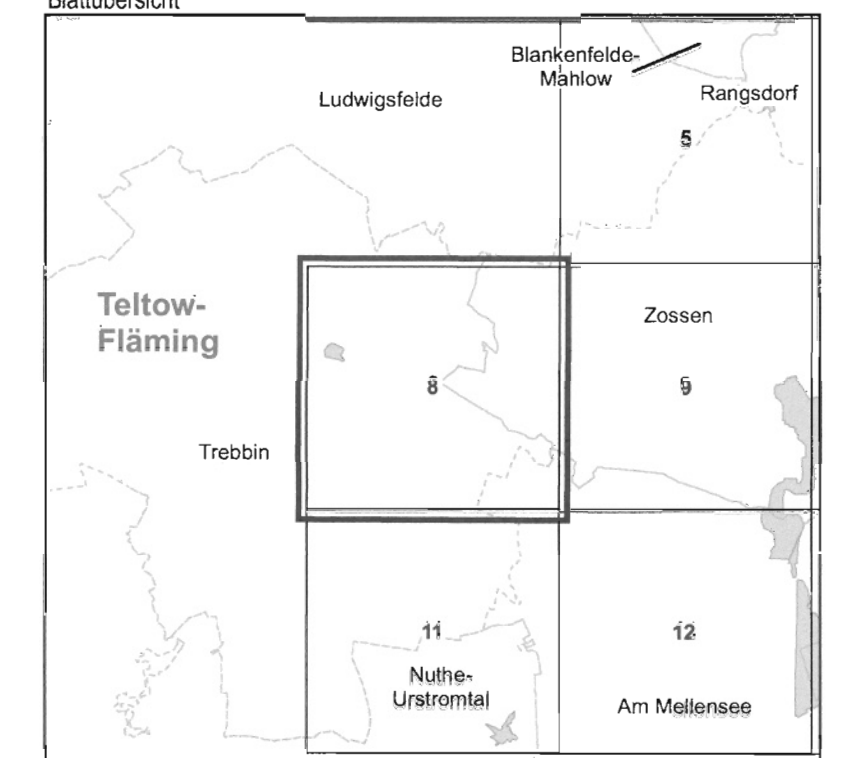 Blattübersicht
Blankenfelde-
Mahlow
Ludwigsfelde
Rangsdorf
5
Teltow-
Fläming
Zossen
8
9
Trebbin
11
12
Nuthe-
Urstromtal
Am Mellensee